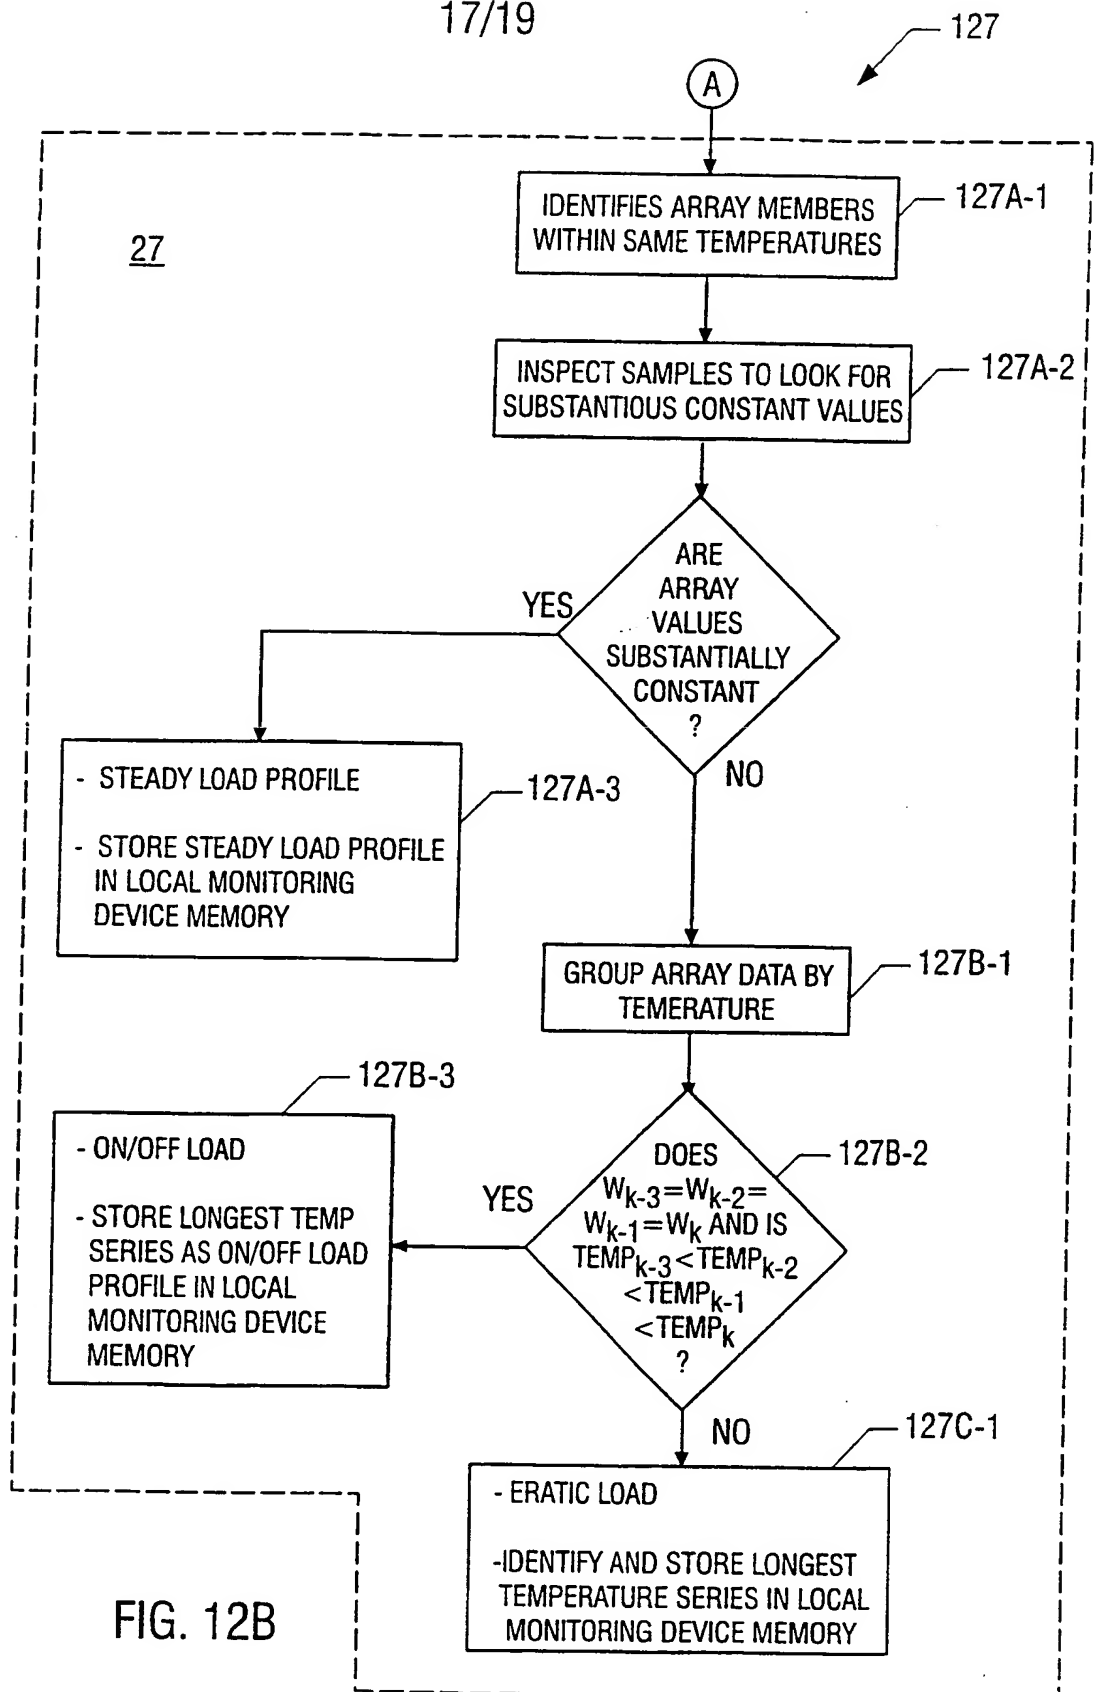 17/19
127
A
IDENTIFIES ARRAY MEMBERS
WITHIN SAME TEMPERATURES
127A-1
27
INSPECT SAMPLES TO LOOK FOR
SUBSTANTIOUS CONSTANT VALUES
127A-2
ARE
ARRAY
VALUES
SUBSTANTIALLY
CONSTANT
?
YES
NO
- STEADY LOAD PROFILE
- STORE STEADY LOAD PROFILE
IN LOCAL MONITORING
DEVICE MEMORY
127A-3
GROUP ARRAY DATA BY
TEMERATURE
127B-1
127B-3
- ON/OFF LOAD
- STORE LONGEST TEMP
SERIES AS ON/OFF LOAD
PROFILE IN LOCAL
MONITORING DEVICE
MEMORY
YES
DOES
Wk-3=Wk-2=
Wk-1=Wk AND IS
TEMPk-3<TEMPk-2
<TEMPk-1
<TEMPk
?
127B-2
NO
127C-1
- ERATIC LOAD
-IDENTIFY AND STORE LONGEST
TEMPERATURE SERIES IN LOCAL
MONITORING DEVICE MEMORY
FIG. 12B